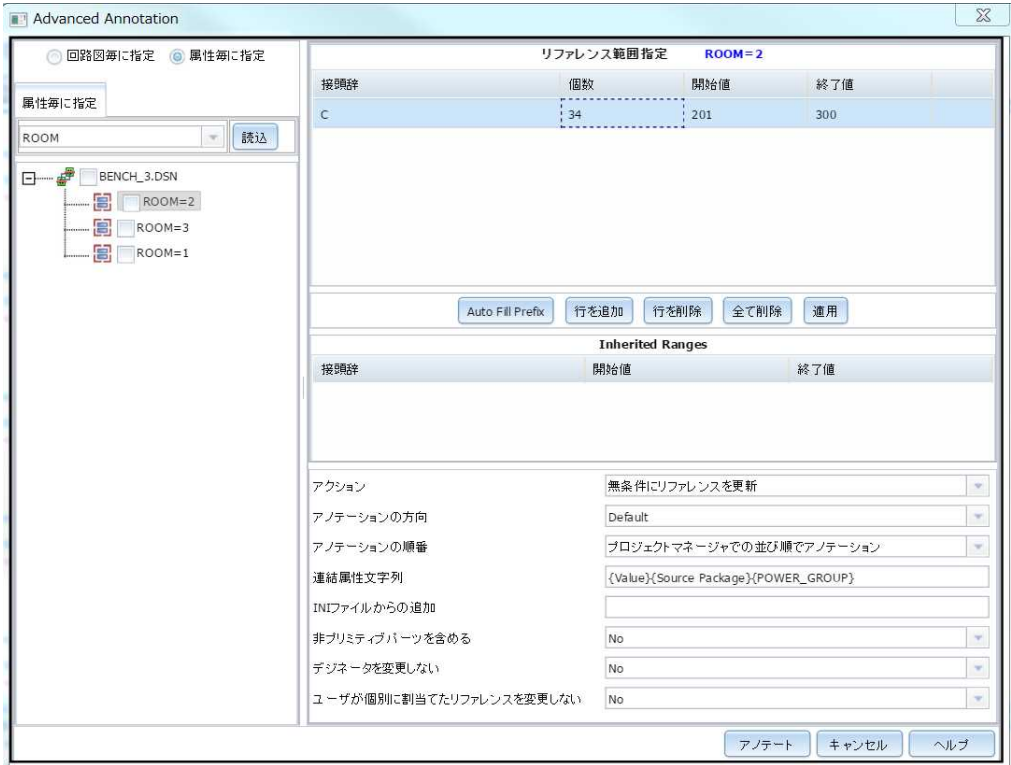 Advanced Annotation
回路図毎に指定 属性毎に指定
属性毎に指定
ROOM 読込
BENCH_3.DSN
ROOM=2
ROOM=3
ROOM=1
リファレンス範囲指定 ROOM=2
接頭辞 個数 開始値 終了値
C 34 201 300
Auto Fill Prefix 行を追加 行を削除 全て削除 適用
Inherited Ranges
接頭辞 開始値 終了値
アクション 無条件にリファレンスを更新
アノテーションの方向 Default
アノテーションの順番 プロジェクトマネージャでの並び順でアノテーション
連結属性文字列 {Value}{Source Package}{POWER_GROUP}
INIファイルからの追加
非プリミティブパーツを含める No
デジネータを変更しない No
ユーザが個別に割当てたリファレンスを変更しない No
アノテート キャンセル ヘルプ